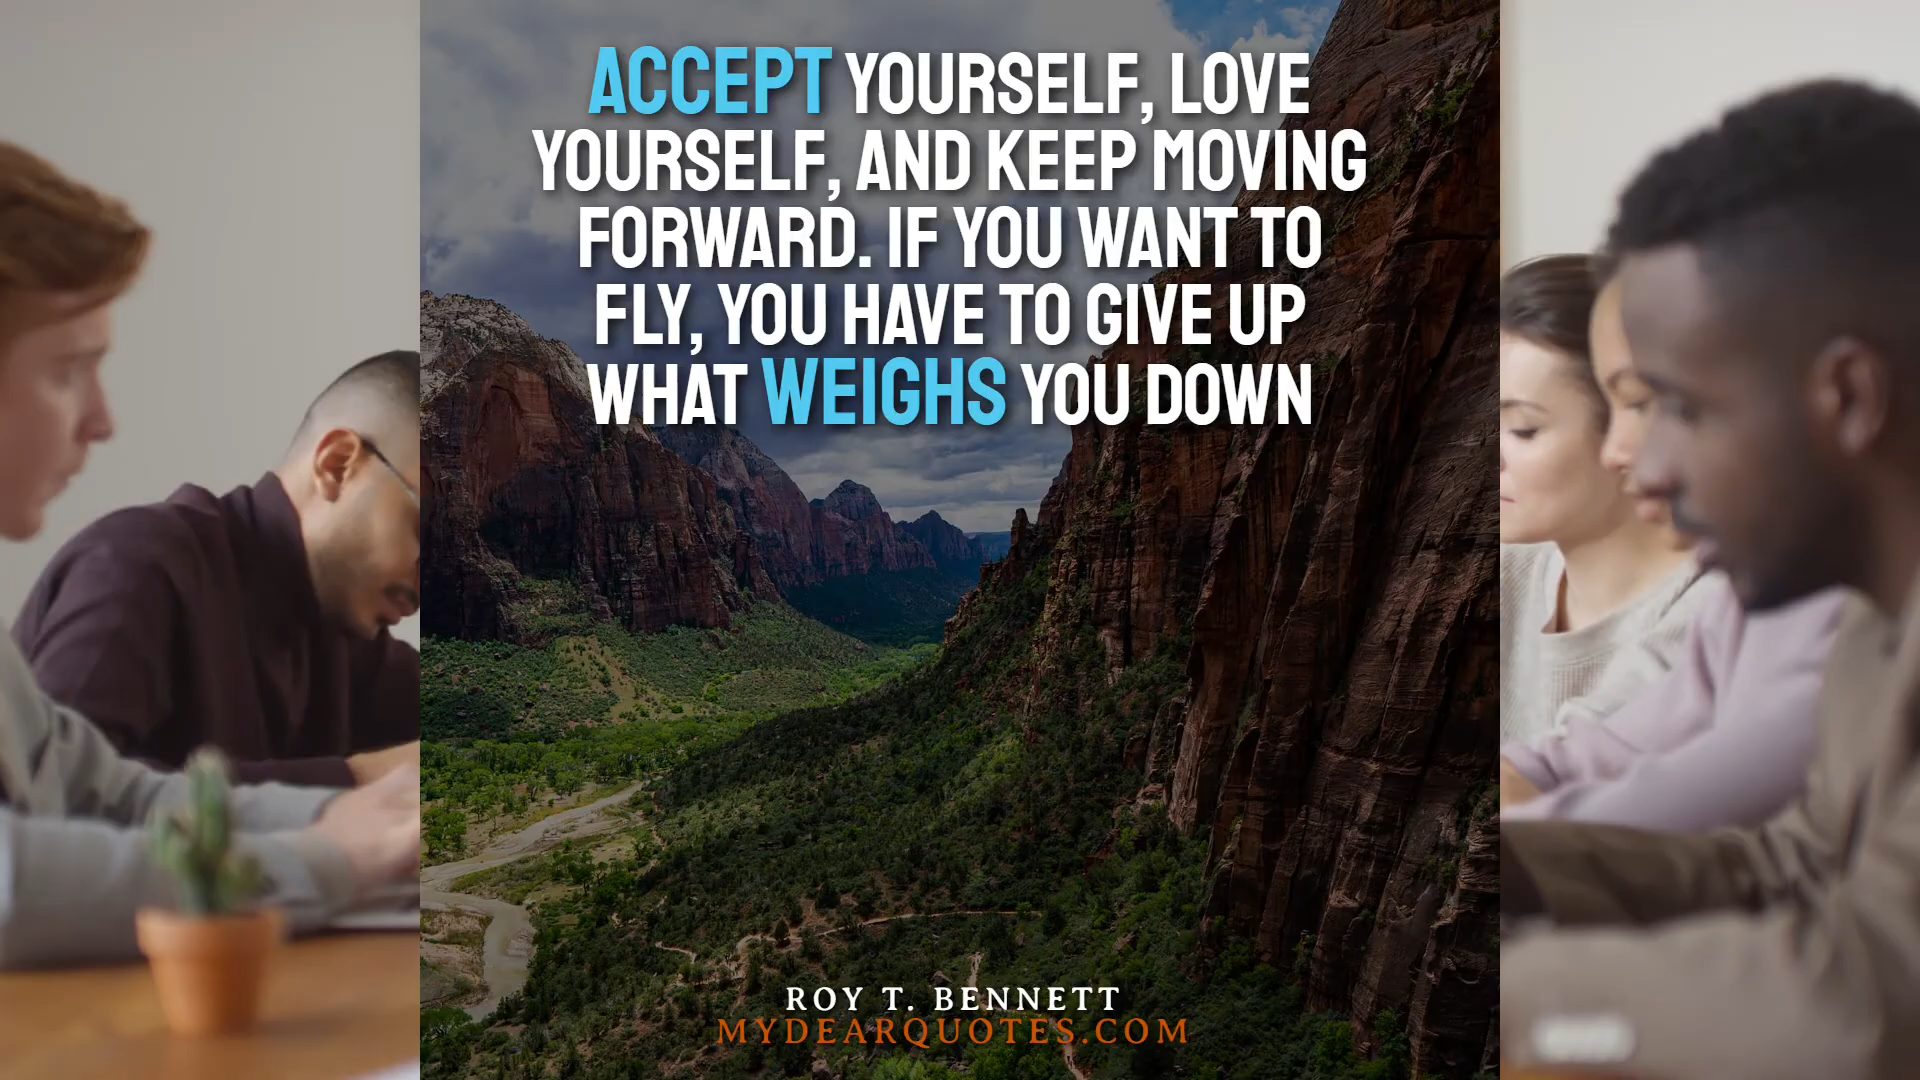 ACCEPT YOURSELF, LOVE
YOURSELF, AND KEEP MOVING
FORWARD. IF YOU WANT TO
FLY, YOU HAVE TO GIVE UP
WHAT WEIGHS YOU DOWN
ROY T. BENNETT
MYDEARQUOTES.COM